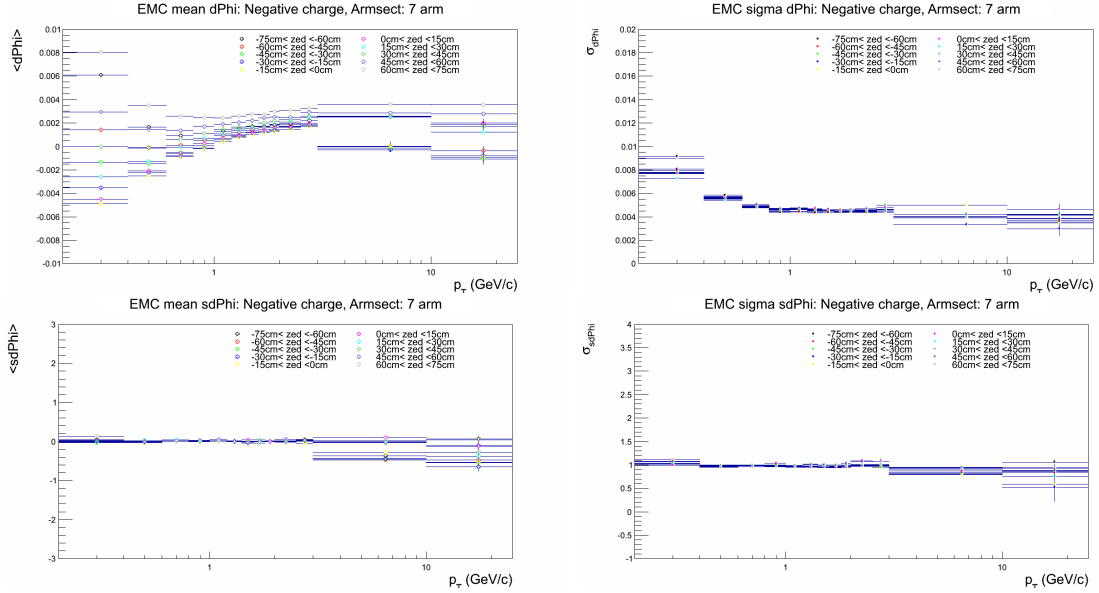 EMC mean dPhi: Negative charge, Armsect: 7 arm
<dPhi>
0.01
0.008
0.006
0.004
0.002
0
-0.002
-0.004
-0.006
-0.008
-0.01
-75cm< zed <-60cm
-60cm< zed <-45cm
-45cm< zed <-30cm
-30cm< zed <-15cm
-15cm< zed <0cm
0cm< zed <15cm
15cm< zed <30cm
30cm< zed <45cm
45cm< zed <60cm
60cm< zed <75cm
1
10
p_T (GeV/c)
EMC sigma dPhi: Negative charge, Armsect: 7 arm
σ_dPhi
0.02
0.018
0.016
0.014
0.012
0.01
0.008
0.006
0.004
0.002
0
-75cm< zed <-60cm
-60cm< zed <-45cm
-45cm< zed <-30cm
-30cm< zed <-15cm
-15cm< zed <0cm
0cm< zed <15cm
15cm< zed <30cm
30cm< zed <45cm
45cm< zed <60cm
60cm< zed <75cm
1
10
p_T (GeV/c)
EMC mean sdPhi: Negative charge, Armsect: 7 arm
<sdPhi>
3
2
1
0
-1
-2
-3
-75cm< zed <-60cm
-60cm< zed <-45cm
-45cm< zed <-30cm
-30cm< zed <-15cm
-15cm< zed <0cm
0cm< zed <15cm
15cm< zed <30cm
30cm< zed <45cm
45cm< zed <60cm
60cm< zed <75cm
1
10
p_T (GeV/c)
EMC sigma sdPhi: Negative charge, Armsect: 7 arm
σ_sdPhi
4
3.5
3
2.5
2
1.5
1
0.5
0
-0.5
-1
-75cm< zed <-60cm
-60cm< zed <-45cm
-45cm< zed <-30cm
-30cm< zed <-15cm
-15cm< zed <0cm
0cm< zed <15cm
15cm< zed <30cm
30cm< zed <45cm
45cm< zed <60cm
60cm< zed <75cm
1
10
p_T (GeV/c)